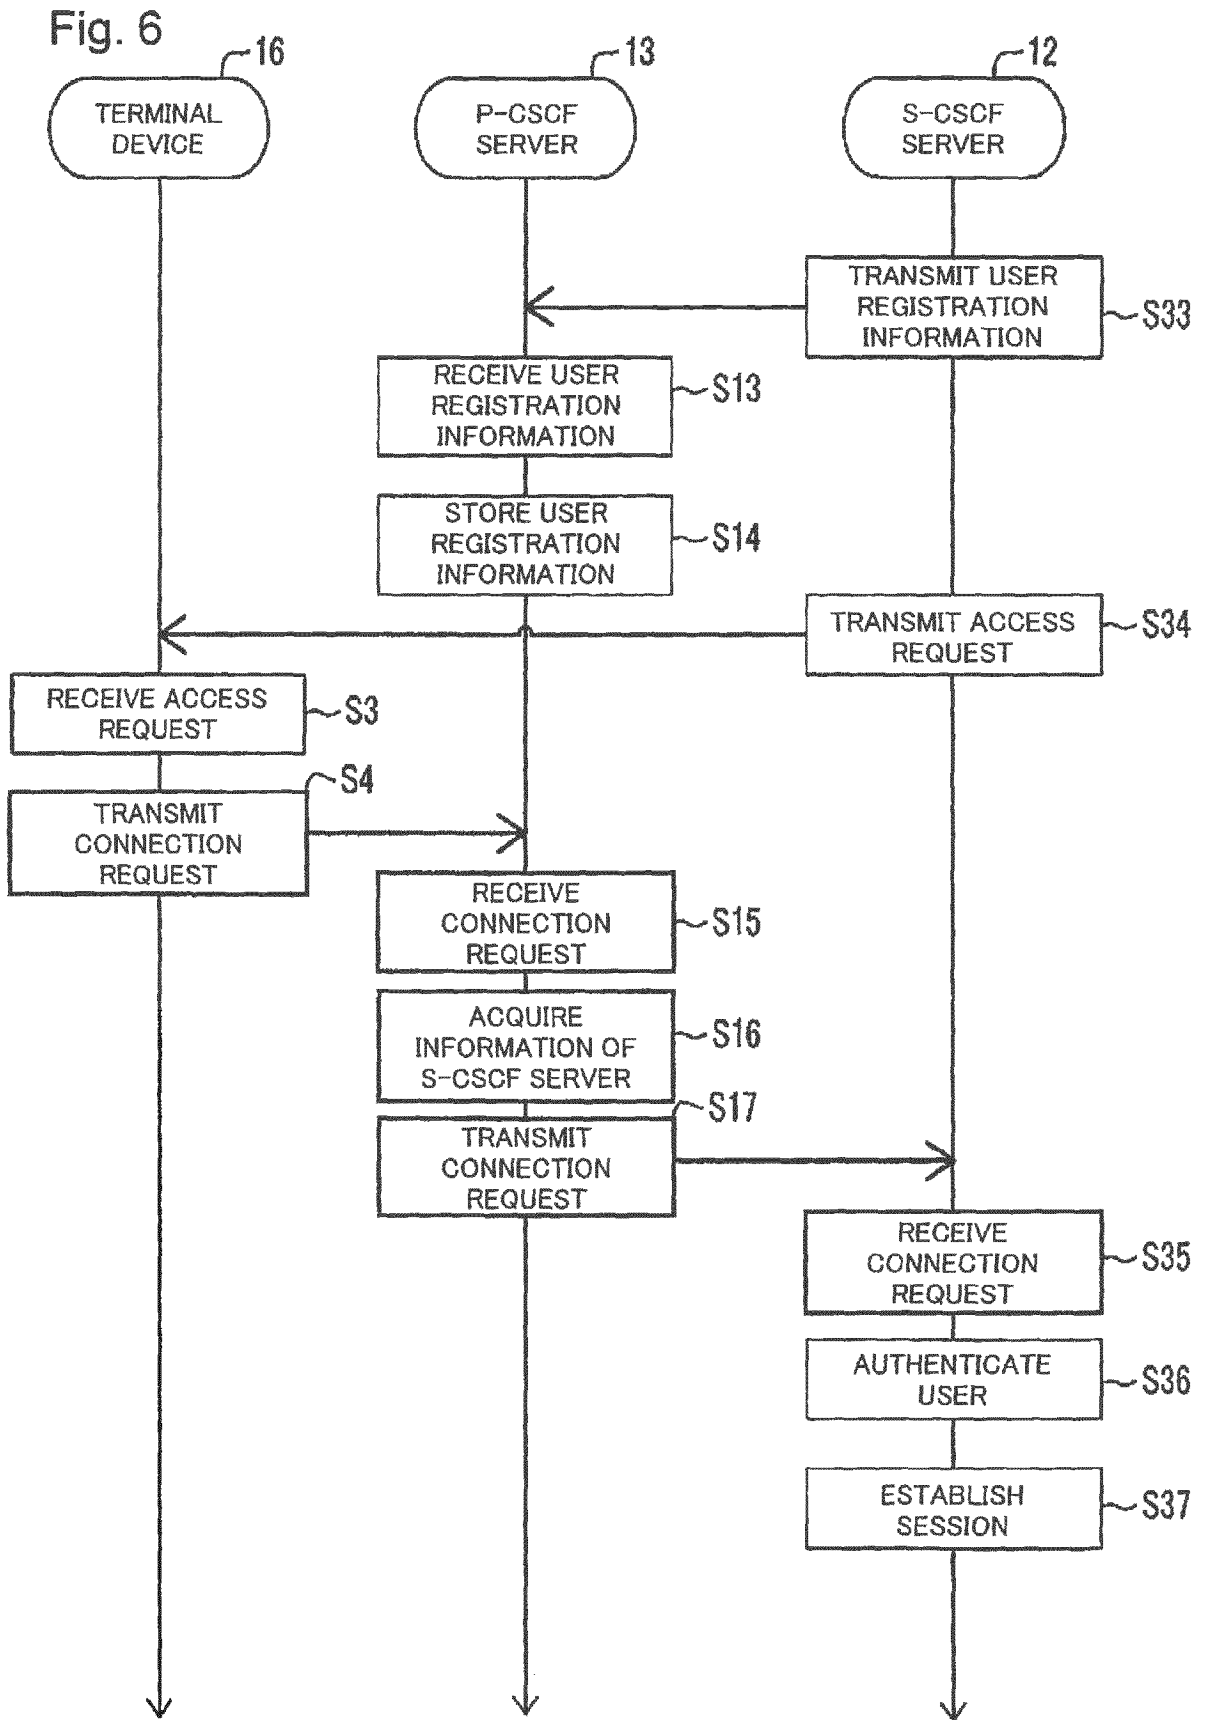 Fig. 6
16
13
12
TERMINAL
DEVICE
P-CSCF
SERVER
S-CSCF
SERVER
TRANSMIT USER
REGISTRATION
INFORMATION
S33
RECEIVE USER
REGISTRATION
INFORMATION
S13
STORE USER
REGISTRATION
INFORMATION
S14
TRANSMIT ACCESS
REQUEST
S34
RECEIVE ACCESS
REQUEST
S3
S4
TRANSMIT
CONNECTION
REQUEST
RECEIVE
CONNECTION
REQUEST
S15
ACQUIRE
INFORMATION OF
S-CSCF SERVER
S16
S17
TRANSMIT
CONNECTION
REQUEST
RECEIVE
CONNECTION
REQUEST
S35
AUTHENTICATE
USER
S36
ESTABLISH
SESSION
S37